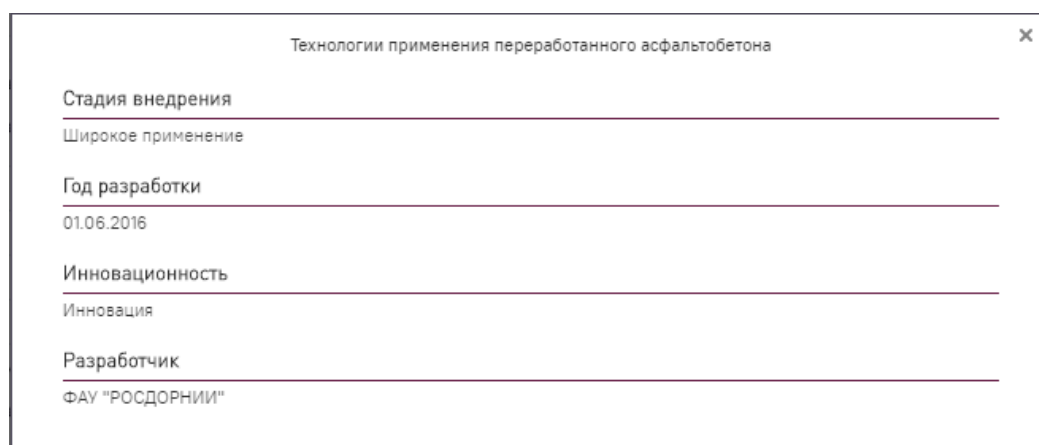 Технологии применения переработанного асфальтобетона
Стадия внедрения
Широкое применение
Год разработки
01.06.2016
Инновационность
Инновация
Разработчик
ФАУ "РОСДОРНИИ"